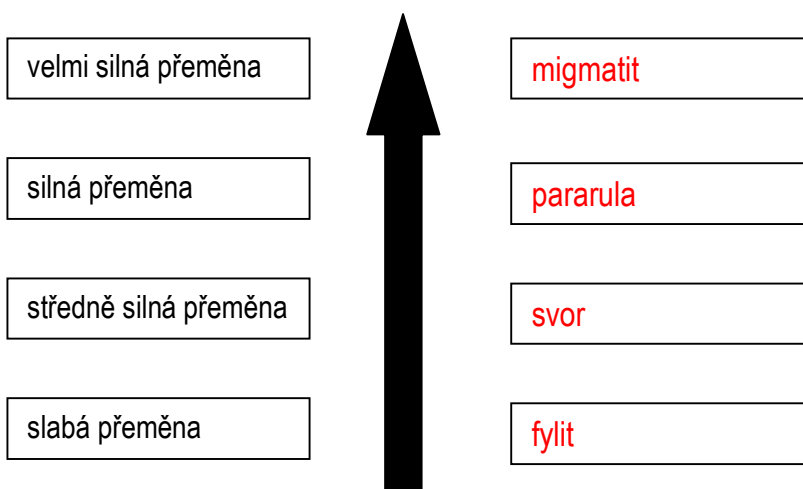 velmi silná přeměna
migmatit
silná přeměna
pararula
středně silná přeměna
svor
slabá přeměna
fylit